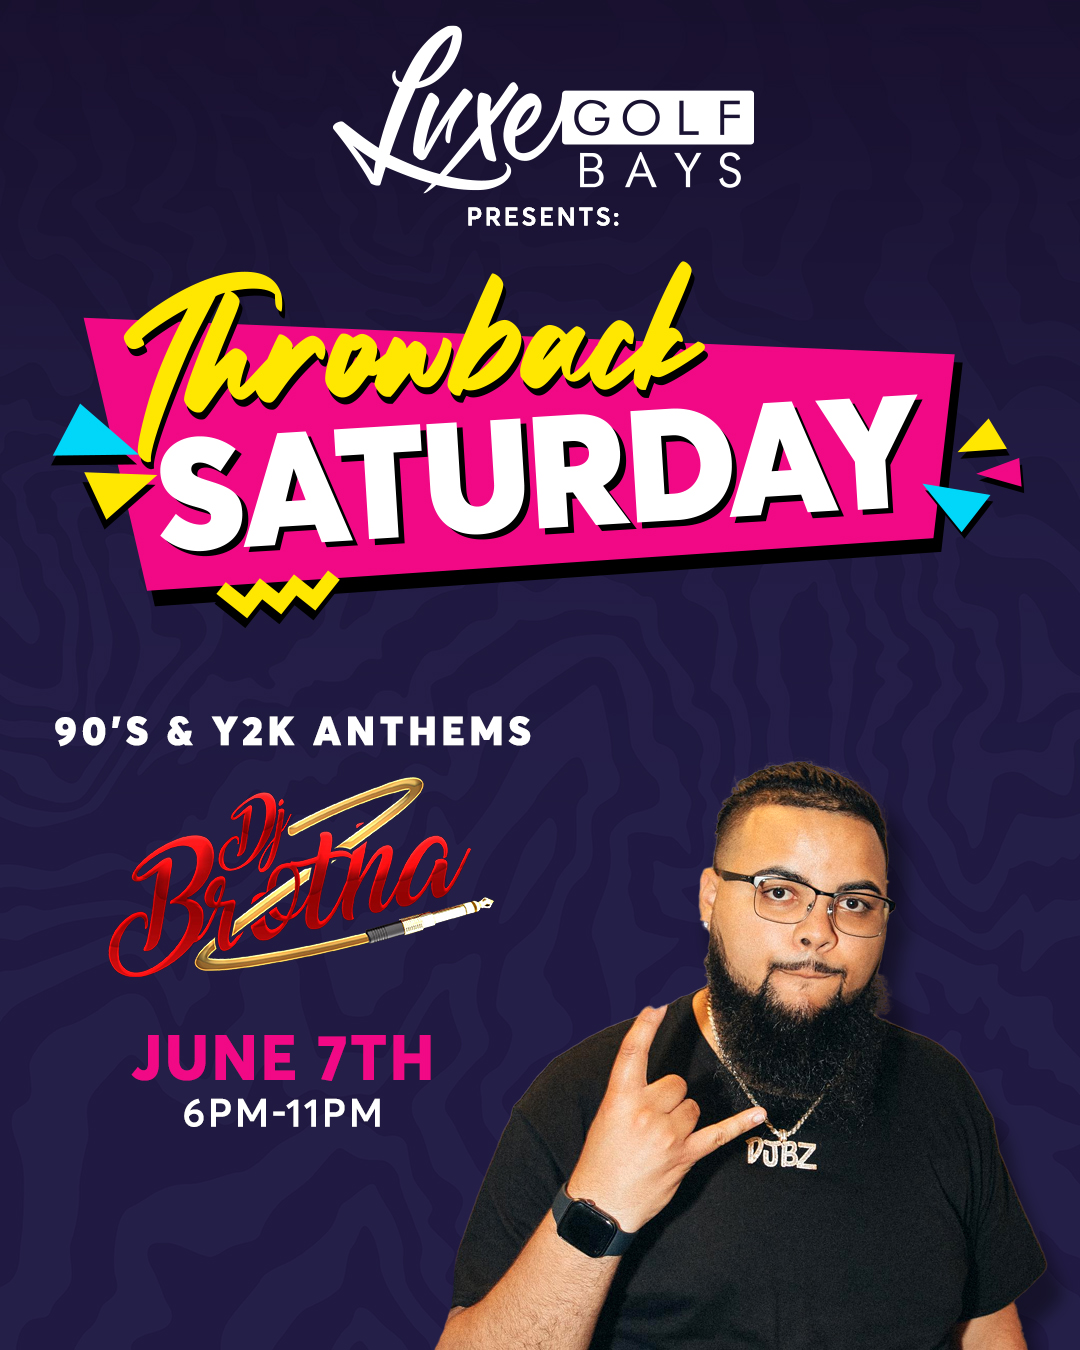 Luxe GOLF
BAYS
PRESENTS:
Throwback
SATURDAY
90'S & Y2K ANTHEMS
Dj
Brotha
JUNE 7TH
6PM-11PM
DJBZ